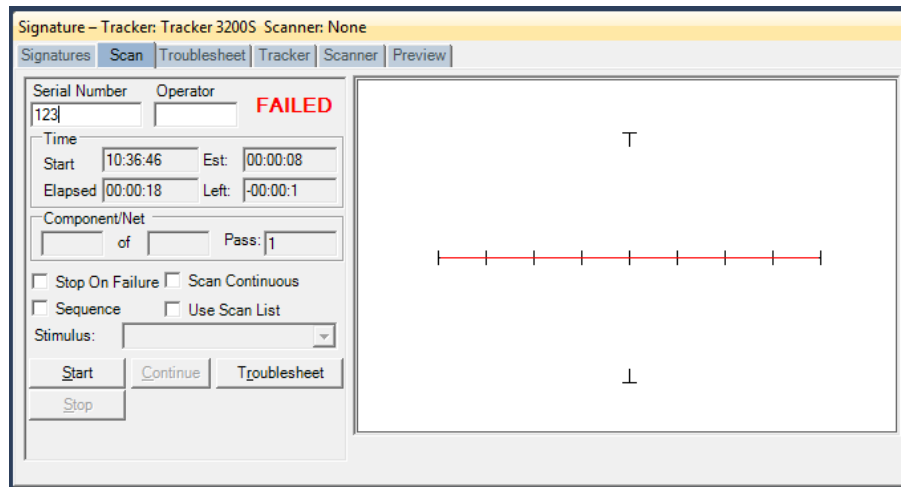 Signature – Tracker: Tracker 3200S Scanner: None
Signatures Scan Troublesheet Tracker Scanner Preview
Serial Number Operator
123 FAILED
Time
Start 10:36:46 Est: 00:00:08
Elapsed 00:00:18 Left: -00:00:1
Component/Net
of Pass: 1
Stop On Failure Scan Continuous
Sequence Use Scan List
Stimulus:
Start Continue Troublesheet
Stop